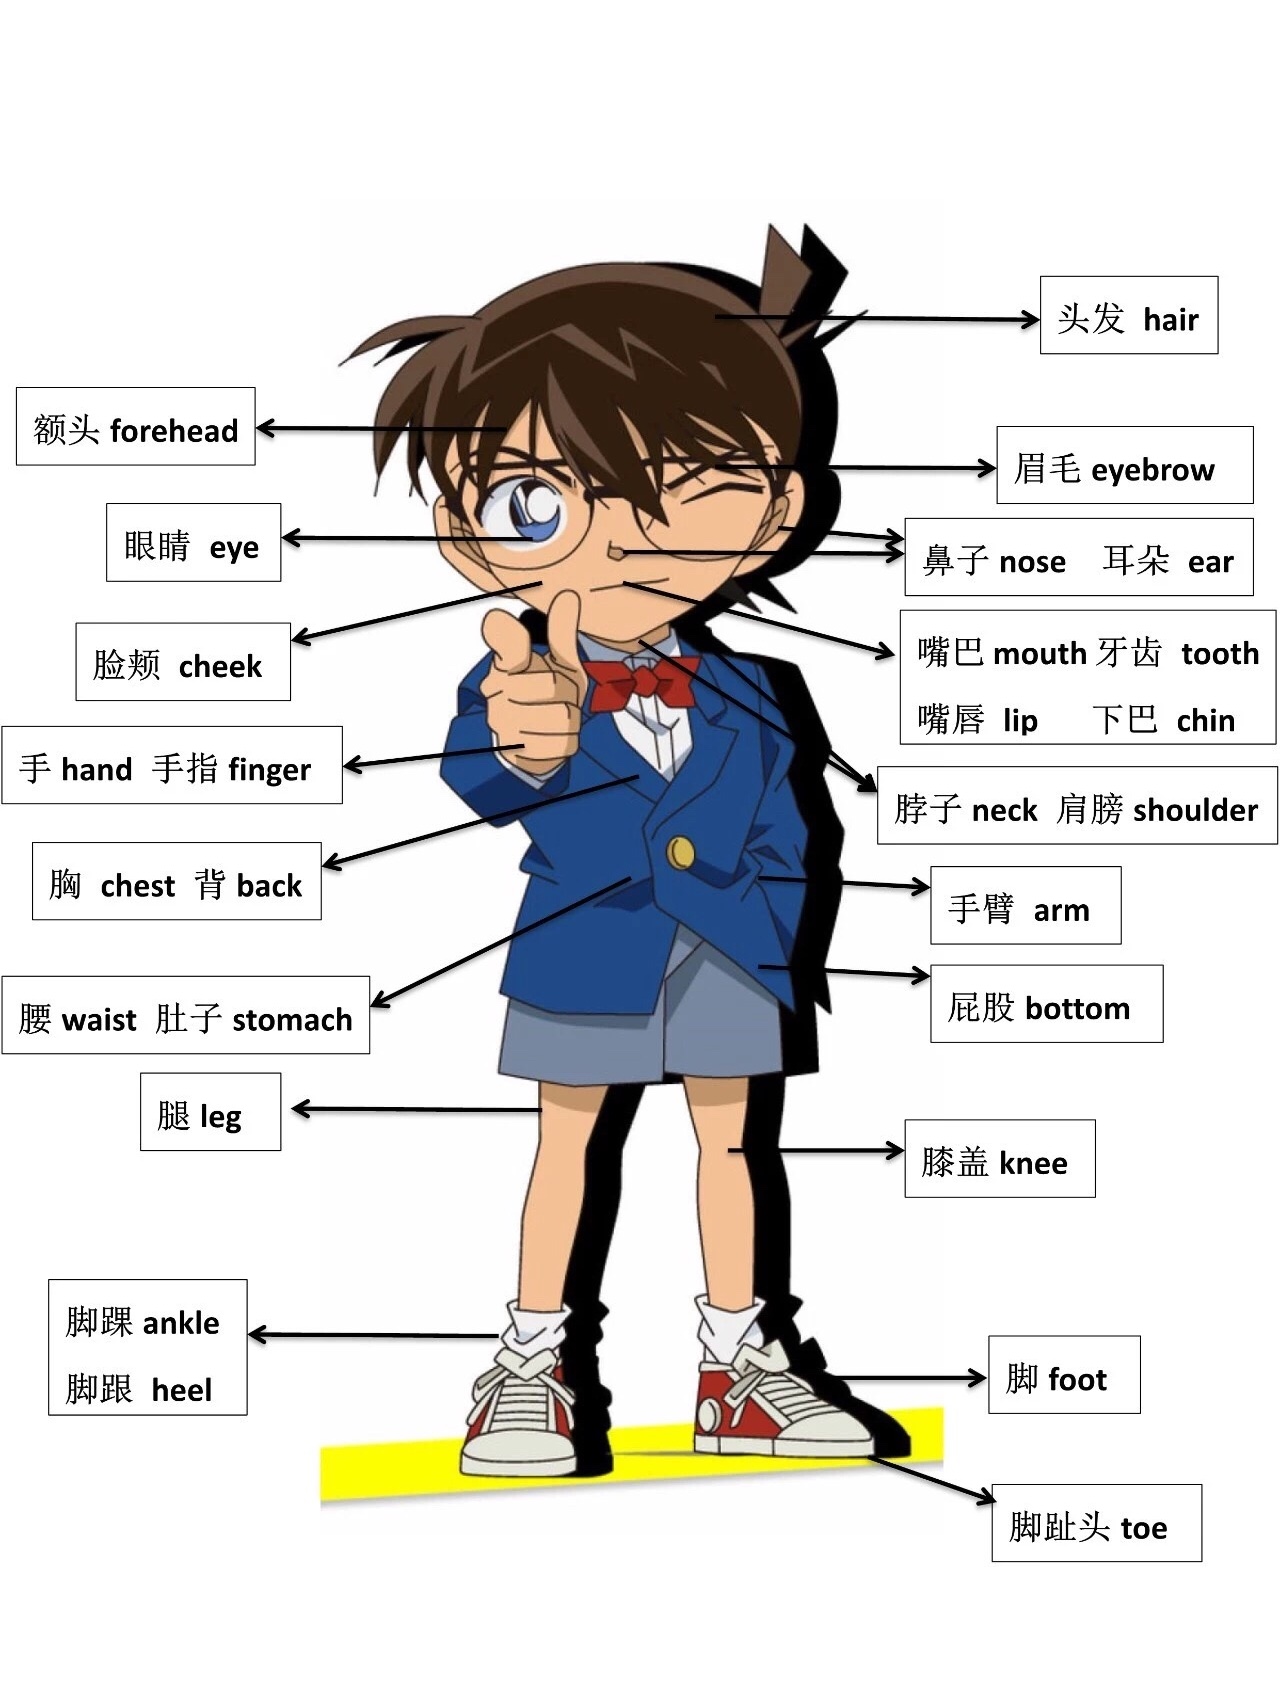 头发 hair
额头 forehead
眉毛 eyebrow
眼睛 eye
鼻子 nose 耳朵 ear
脸颊 cheek
嘴巴 mouth 牙齿 tooth
嘴唇 lip 下巴 chin
手 hand 手指 finger
脖子 neck 肩膀 shoulder
胸 chest 背 back
手臂 arm
腰 waist 肚子 stomach
屁股 bottom
腿 leg
膝盖 knee
脚踝 ankle
脚跟 heel
脚 foot
脚趾头 toe